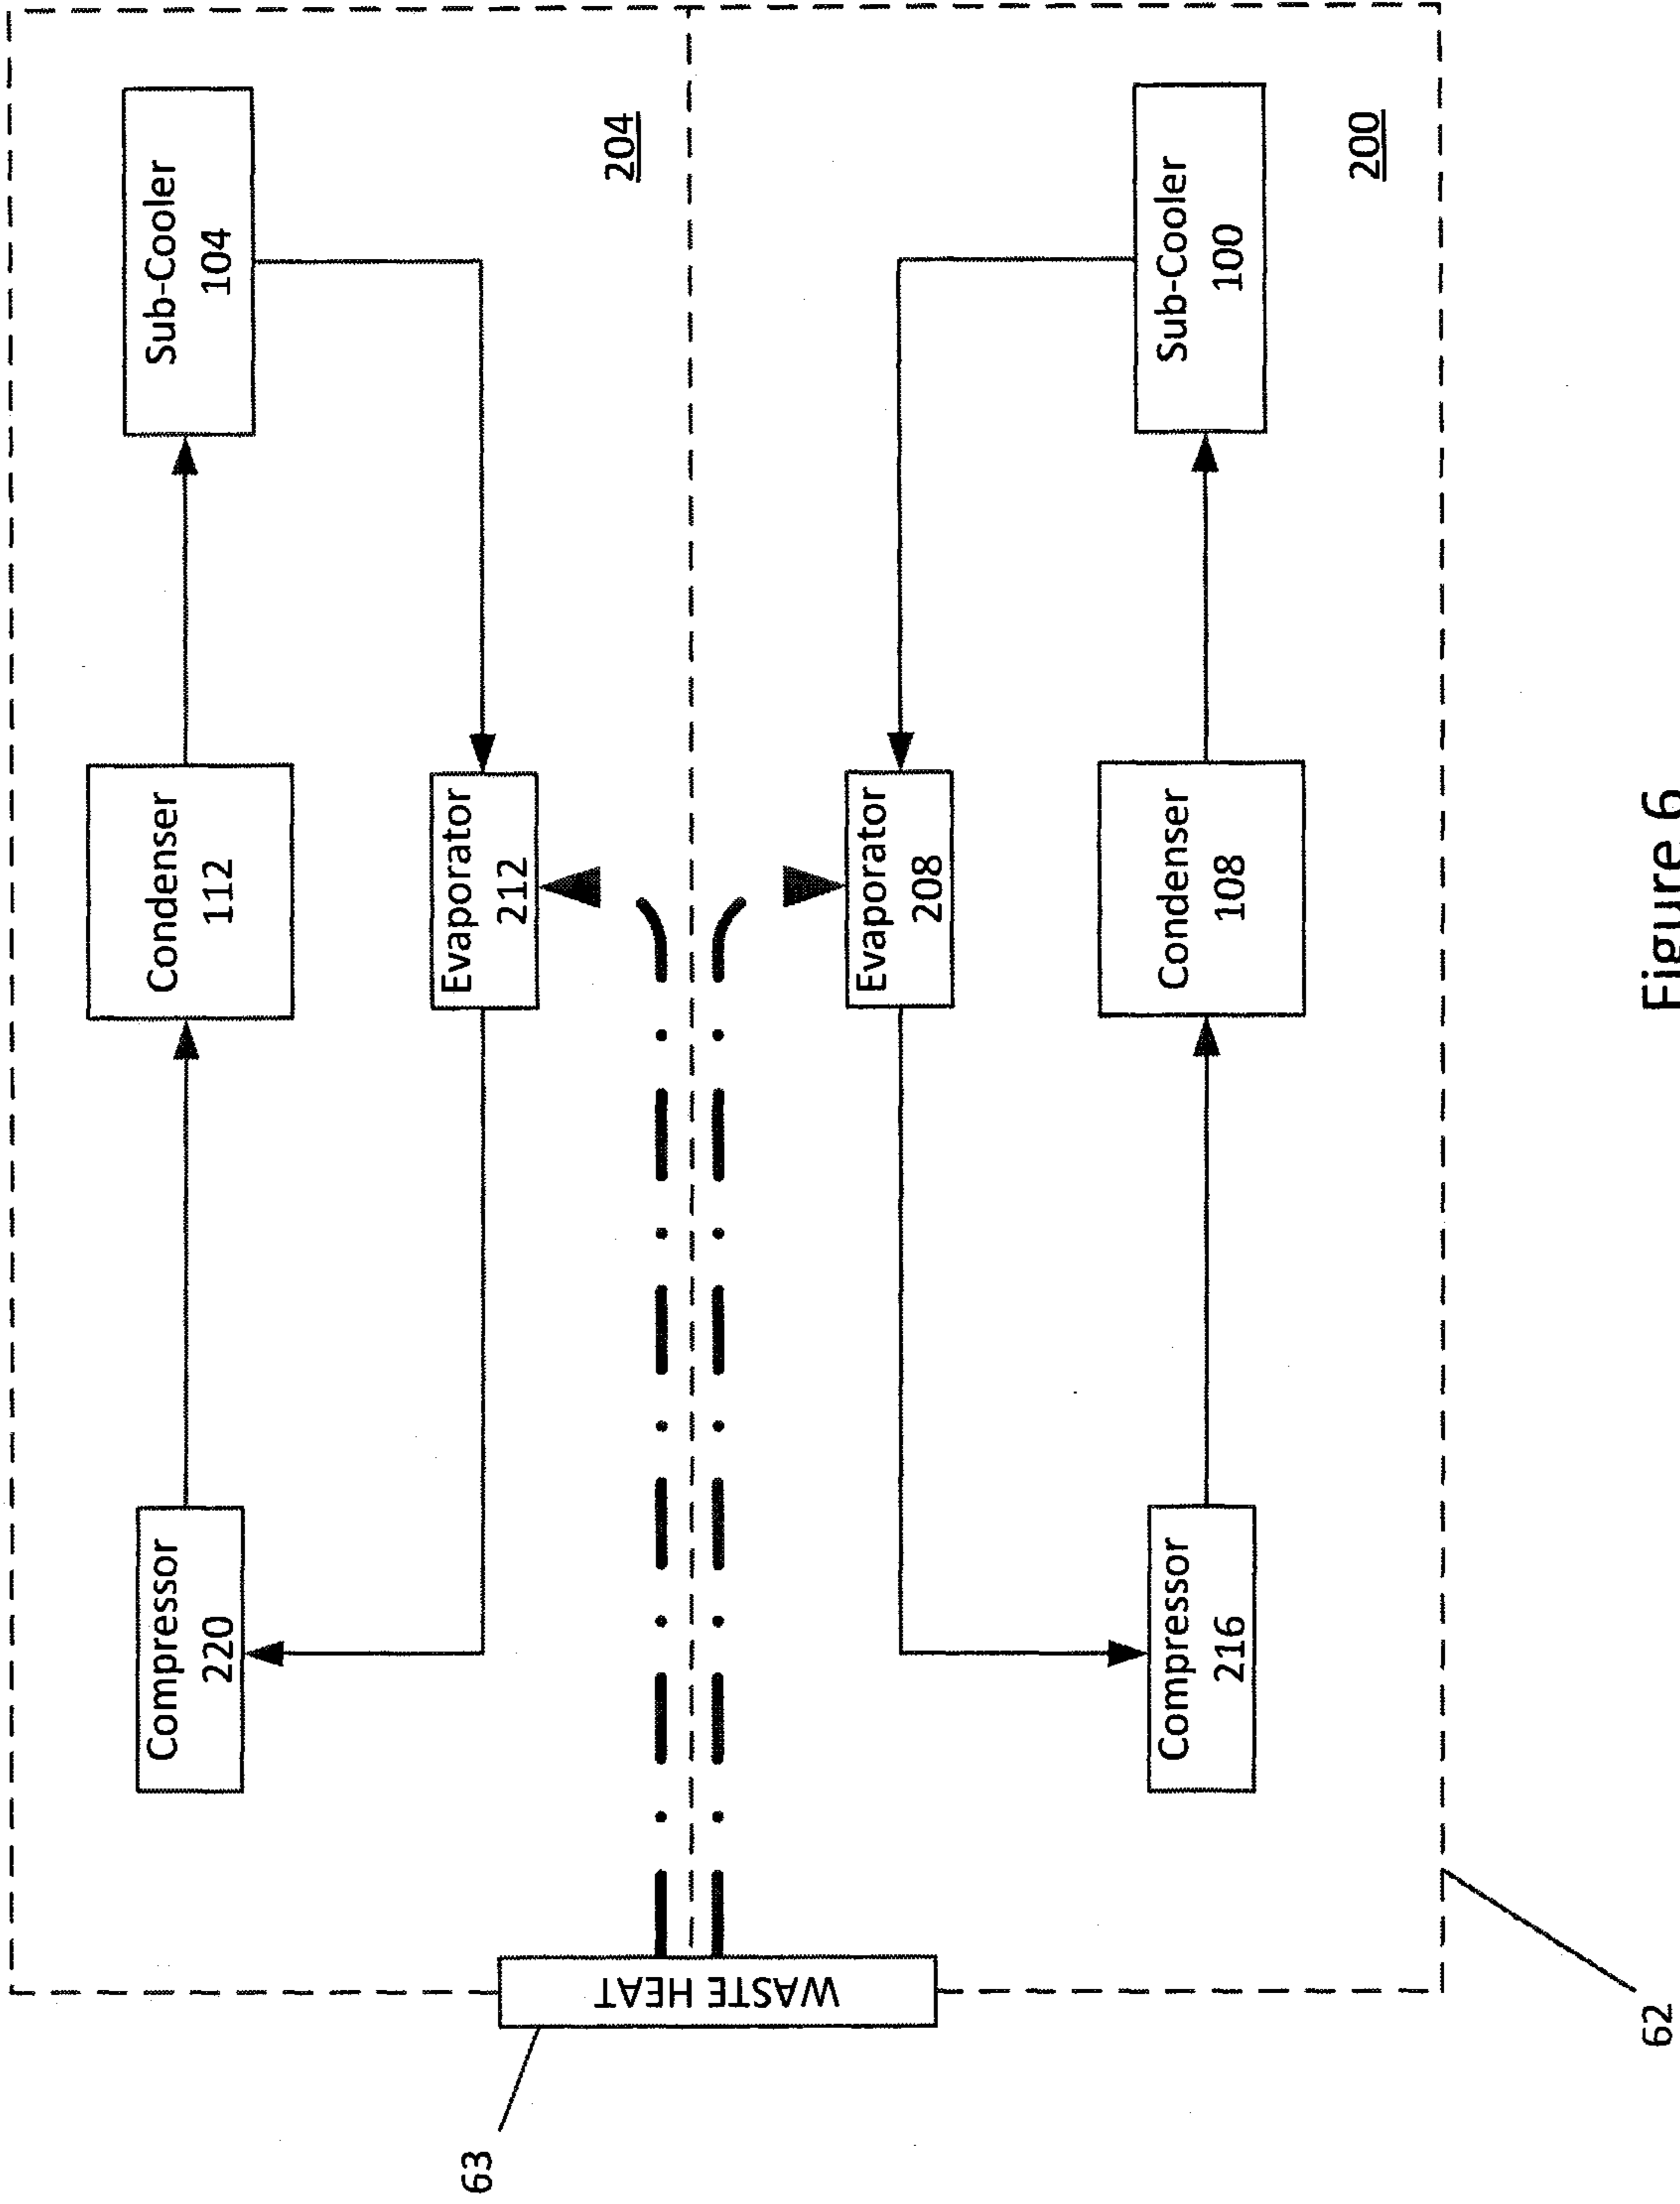 Sub-Cooler
104
204
Sub-Cooler
100
200
Condenser
112
Evaporator
212
Evaporator
208
Condenser
108
Compressor
220
Compressor
216
WASTE HEAT
63
62
Figure 6